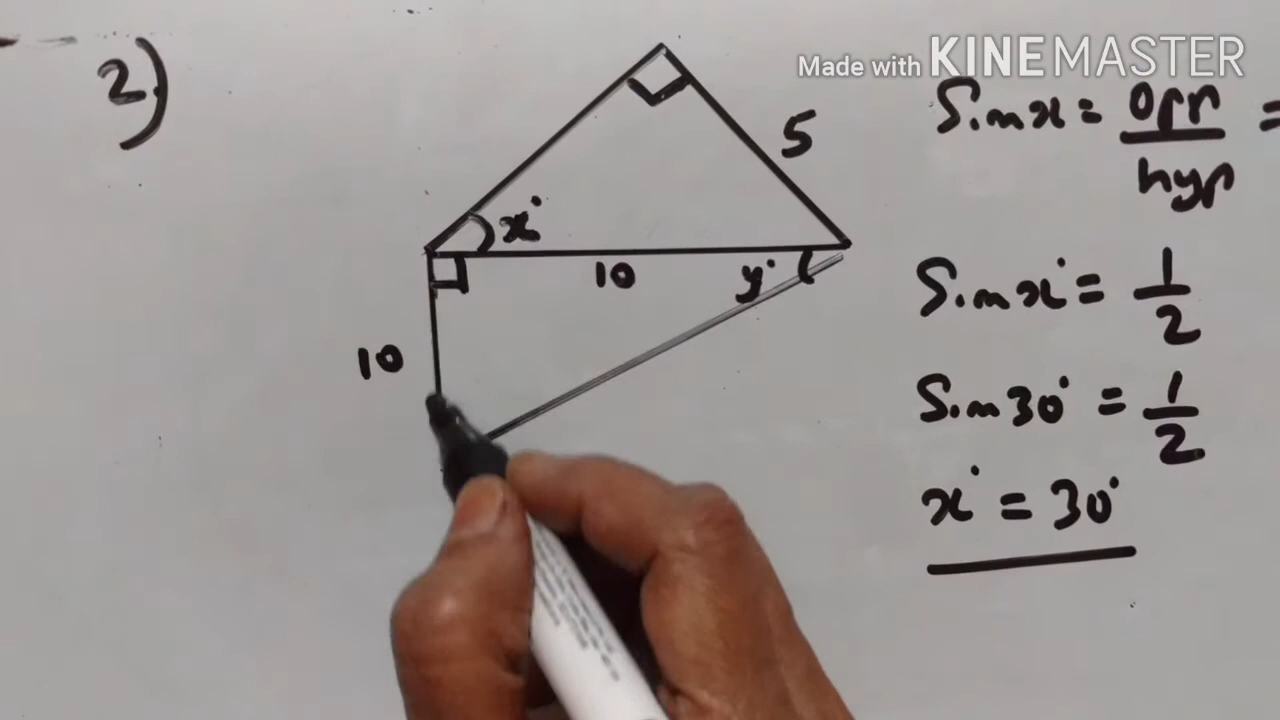 Made with KINEMASTER
2)
Sin x = opp/hyp =
5
x°
10
y°
10
Sin x° = 1/2
Sin 30° = 1/2
x° = 30°